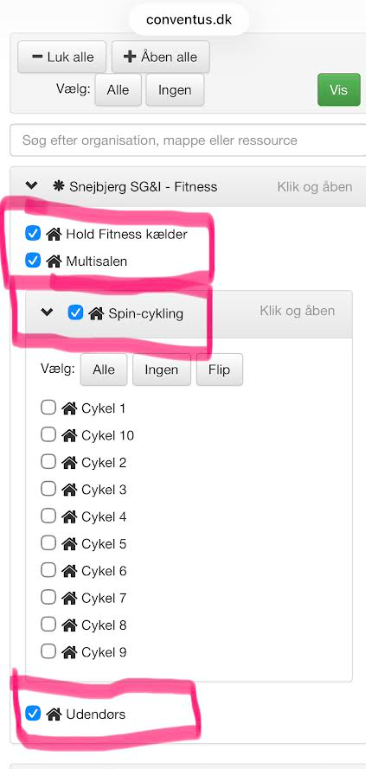 conventus.dk
Luk alle
Åben alle
Vælg: Alle Ingen Vis
Søg efter organisation, mappe eller ressource
Snejbjerg SG&I - Fitness Klik og åben
Hold Fitness kælder
Multisalen
Spin-cykling Klik og åben
Vælg: Alle Ingen Flip
Cykel 1
Cykel 10
Cykel 2
Cykel 3
Cykel 4
Cykel 5
Cykel 6
Cykel 7
Cykel 8
Cykel 9
Udendørs